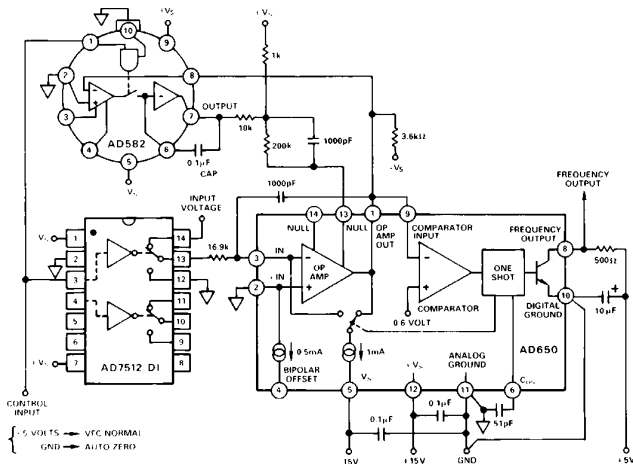 +VS
+VS
10
1
9
2
8
1k
3
OUTPUT
7
AD582
10k
200k
1000pF
3.6kΩ
4
6
0.1µF
CAP
5
-VS
1000pF
FREQUENCY
OUTPUT
INPUT
VOLTAGE
14
13
1
9
NULL
NULL
OP
AMP
OUT
COMPARATOR
INPUT
FREQUENCY
OUTPUT
8
1
14
16.9k
3
IN
OP
AMP
500Ω
2
13
2
+ IN
ONE
SHOT
3
12
COMPARATOR
10
+
4
11
0.6 VOLT
DIGITAL
GROUND
10µF
5
10
AD650
6
9
0.5mA
1mA
7
8
BIPOLAR
OFFSET
ANALOG
GROUND
AD7512 DI
4
5
12
11
6
COS
0.1µF
51pF
CONTROL
INPUT
0.1µF
5 VOLTS → VFC NORMAL
GND → AUTO ZERO
15V
+15V
GND
+5V